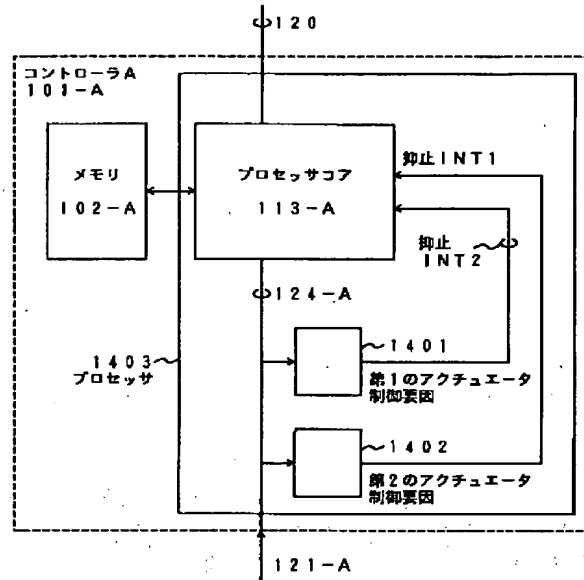 120
コントローラA
101-A
メモリ
102-A
プロセッサコア
113-A
抑止INT1
抑止
INT2
124-A
1403
プロセッサ
1401
第1のアクチュエータ
制御要因
1402
第2のアクチュエータ
制御要因
121-A